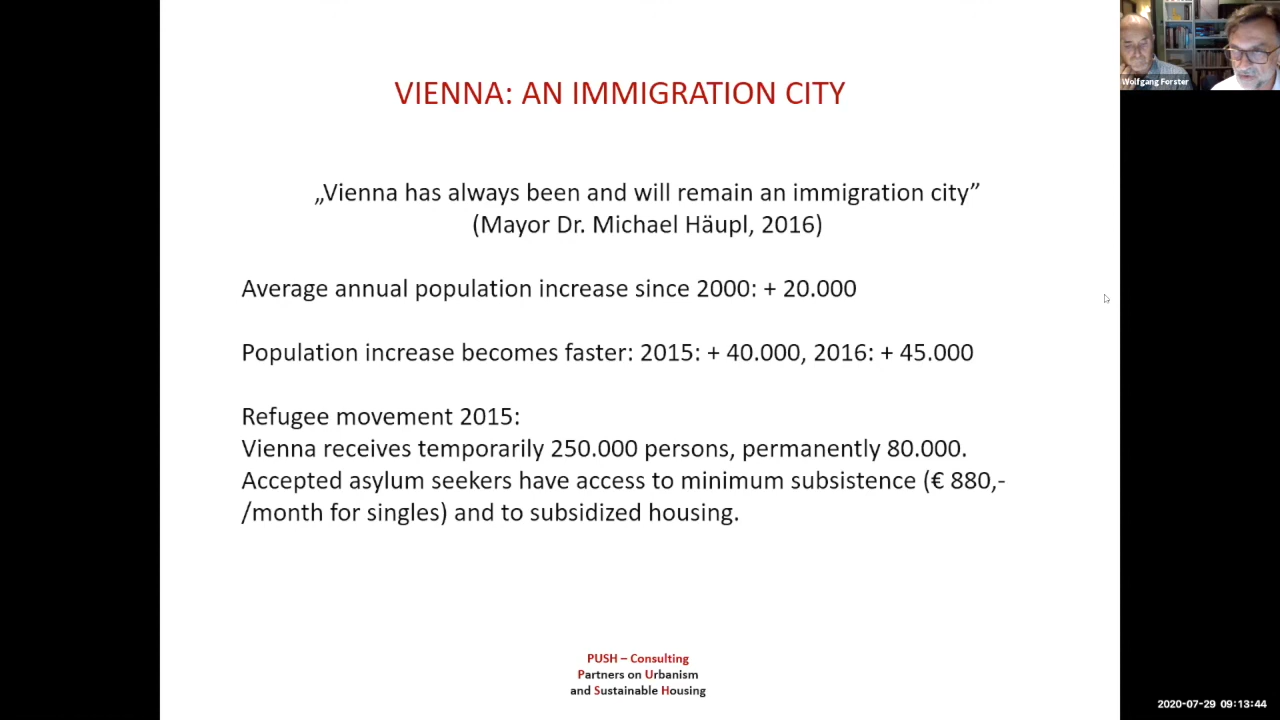 VIENNA: AN IMMIGRATION CITY
„Vienna has always been and will remain an immigration city”
(Mayor Dr. Michael Häupl, 2016)
Average annual population increase since 2000: + 20.000
Population increase becomes faster: 2015: + 40.000, 2016: + 45.000
Refugee movement 2015:
Vienna receives temporarily 250.000 persons, permanently 80.000.
Accepted asylum seekers have access to minimum subsistence (€ 880,-
/month for singles) and to subsidized housing.
PUSH – Consulting
Partners on Urbanism
and Sustainable Housing
Wolfgang Forster
2020-07-29 09:13:44